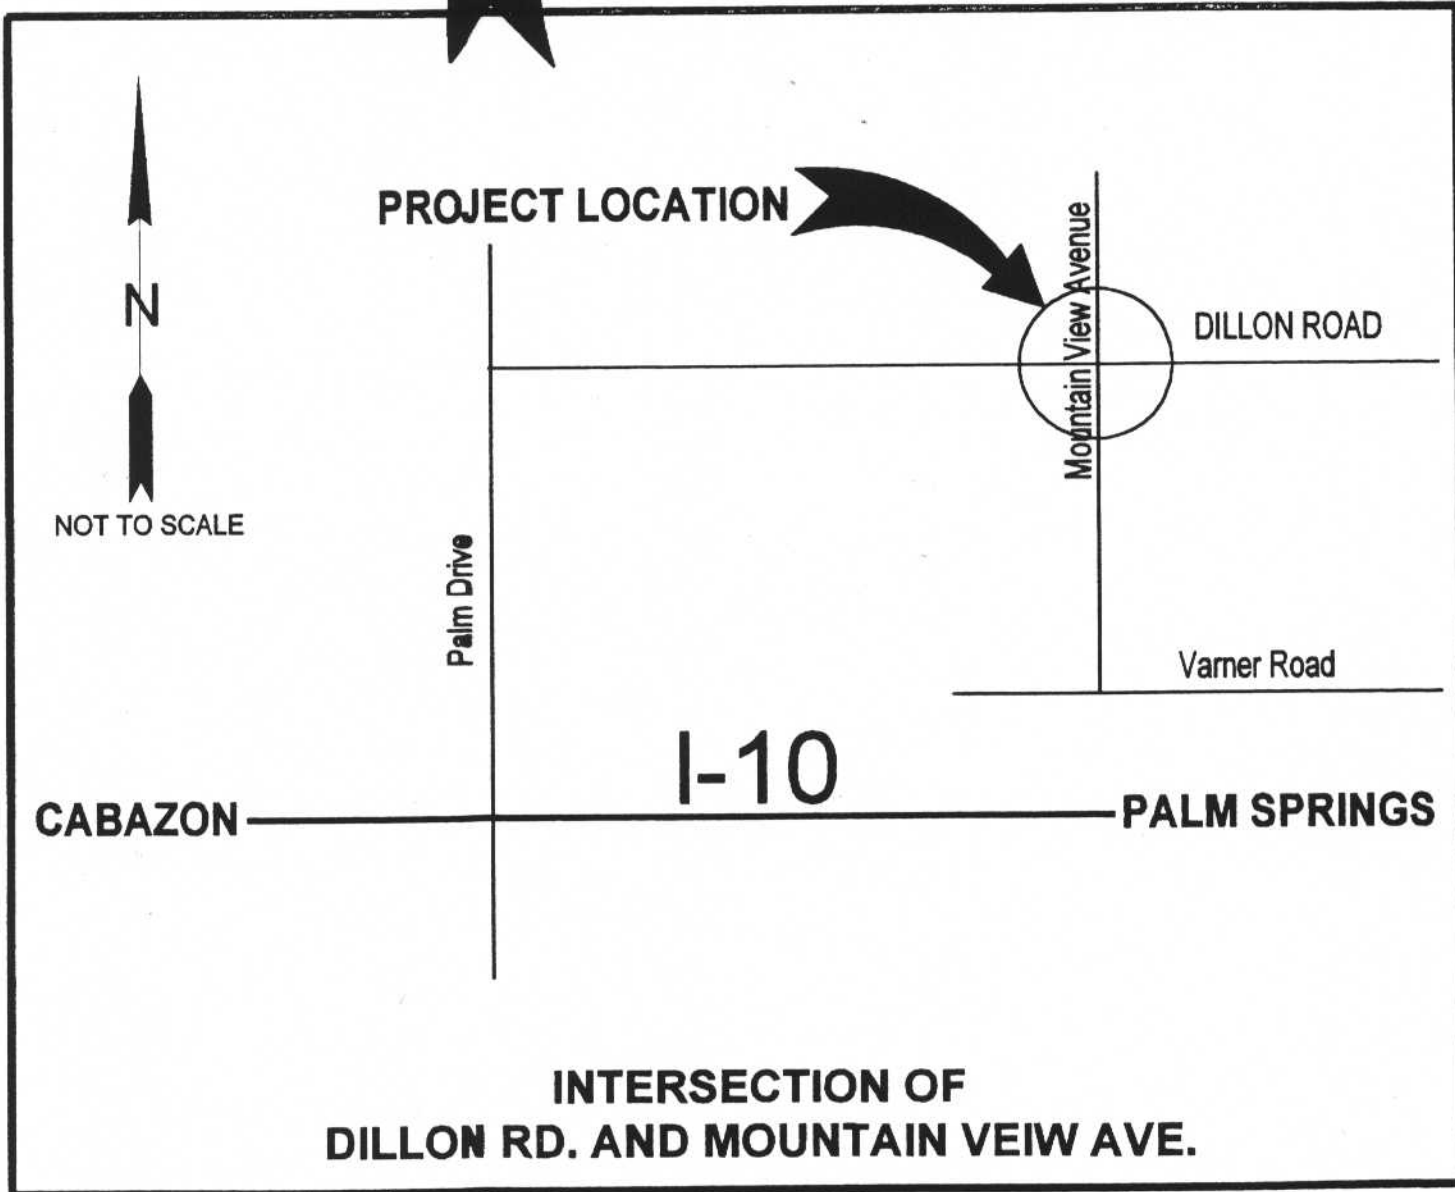 PROJECT LOCATION
Mountain View Avenue
DILLON ROAD
N
NOT TO SCALE
Palm Drive
Varner Road
I-10
CABAZON
PALM SPRINGS
INTERSECTION OF
DILLON RD. AND MOUNTAIN VEIW AVE.